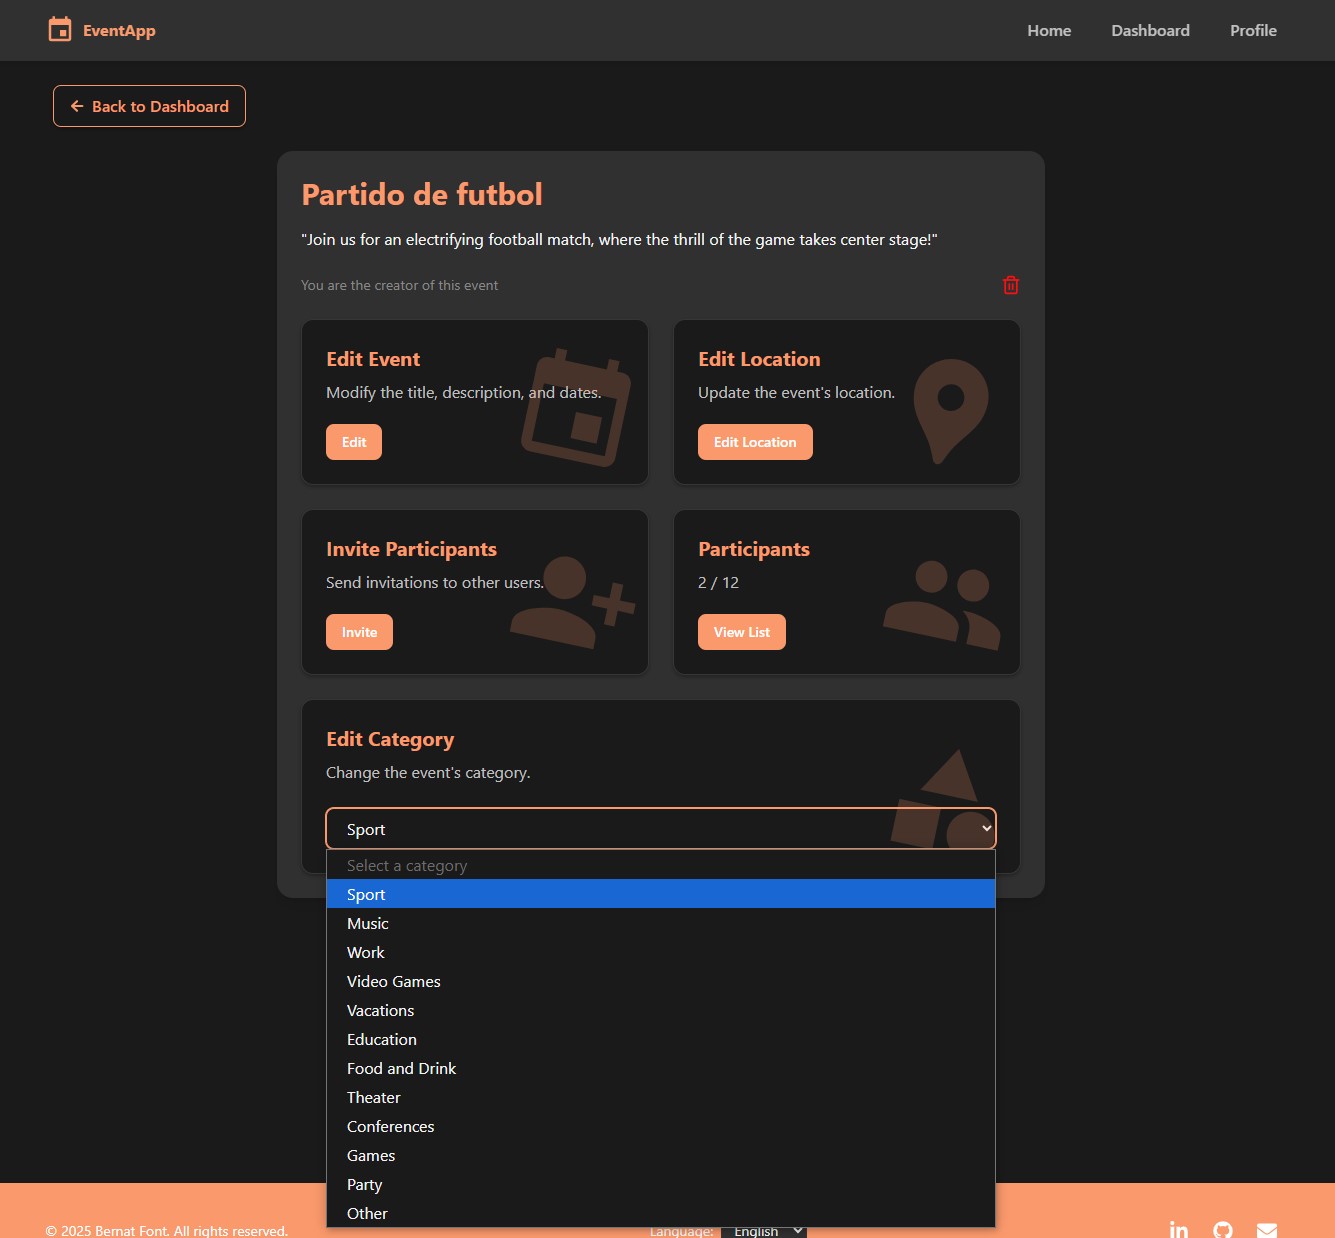 EventApp
Home Dashboard Profile
Back to Dashboard
Partido de futbol
"Join us for an electrifying football match, where the thrill of the game takes center stage!"
You are the creator of this event
Edit Event
Modify the title, description, and dates.
Edit
Edit Location
Update the event's location.
Edit Location
Invite Participants
Send invitations to other users.
Invite
Participants
2 / 12
View List
Edit Category
Change the event's category.
Sport
Select a category
Sport
Music
Work
Video Games
Vacations
Education
Food and Drink
Theater
Conferences
Games
Party
Other
© 2025 Bernat Font. All rights reserved.
Language: English